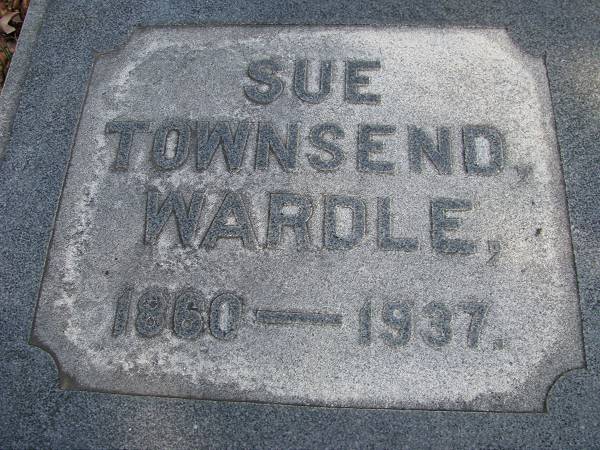 SUE
TOWNSEND,
WARDLE,
1860—1937.